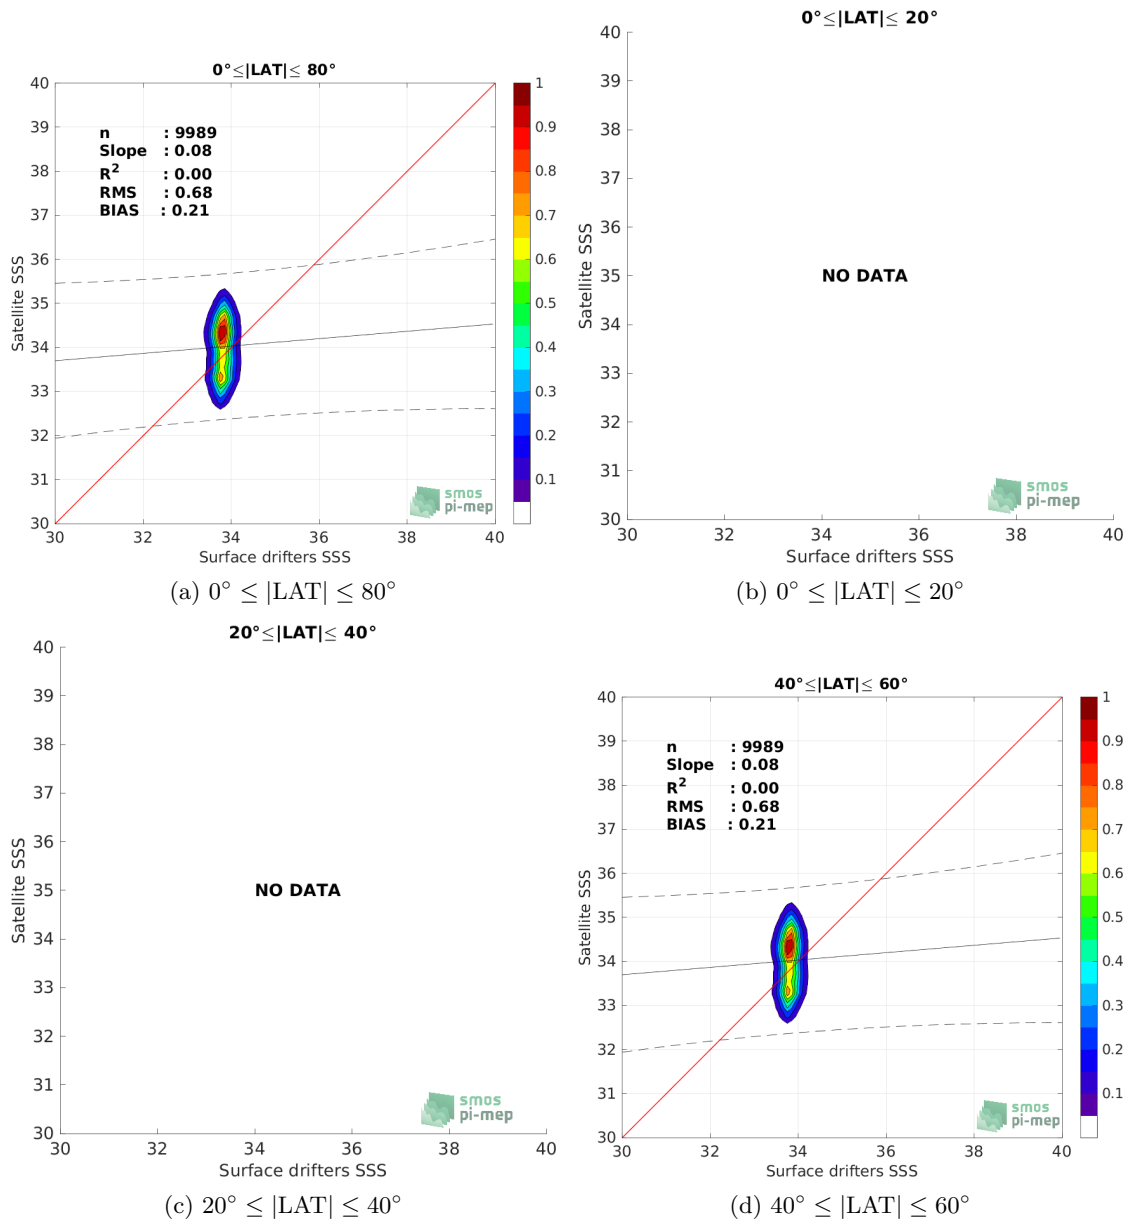 0°≤|LAT|≤ 80°
40
39
38
37
36
35
34
33
32
31
30
n : 9989
Slope : 0.08
R² : 0.00
RMS : 0.68
BIAS : 0.21
1
0.9
0.8
0.7
0.6
0.5
0.4
0.3
0.2
0.1
smos
pi-mep
30 32 34 36 38 40
Surface drifters SSS
Satellite SSS
(a) 0° ≤ |LAT| ≤ 80°
0°≤|LAT|≤ 20°
40
39
38
37
36
35
34
33
32
31
30
NO DATA
smos
pi-mep
30 32 34 36 38 40
Surface drifters SSS
Satellite SSS
(b) 0° ≤ |LAT| ≤ 20°
20°≤|LAT|≤ 40°
40
39
38
37
36
35
34
33
32
31
30
NO DATA
smos
pi-mep
30 32 34 36 38 40
Surface drifters SSS
Satellite SSS
(c) 20° ≤ |LAT| ≤ 40°
40°≤|LAT|≤ 60°
40
39
38
37
36
35
34
33
32
31
30
n : 9989
Slope : 0.08
R² : 0.00
RMS : 0.68
BIAS : 0.21
1
0.9
0.8
0.7
0.6
0.5
0.4
0.3
0.2
0.1
smos
pi-mep
30 32 34 36 38 40
Surface drifters SSS
Satellite SSS
(d) 40° ≤ |LAT| ≤ 60°